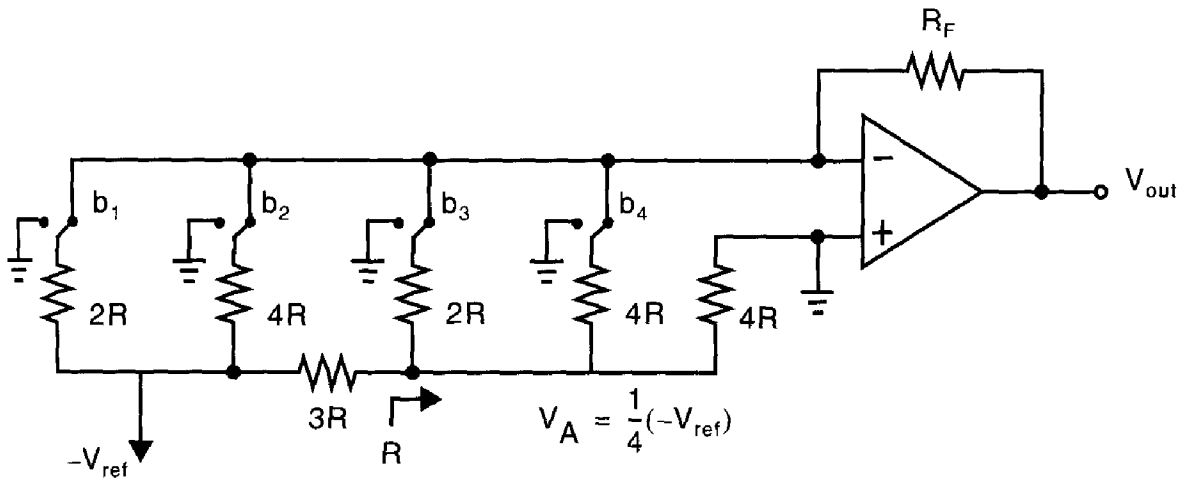 R_F
−
+
V_out
b_1
b_2
b_3
b_4
2R
4R
2R
4R
4R
3R
R
V_A = 1/4(−V_ref)
−V_ref